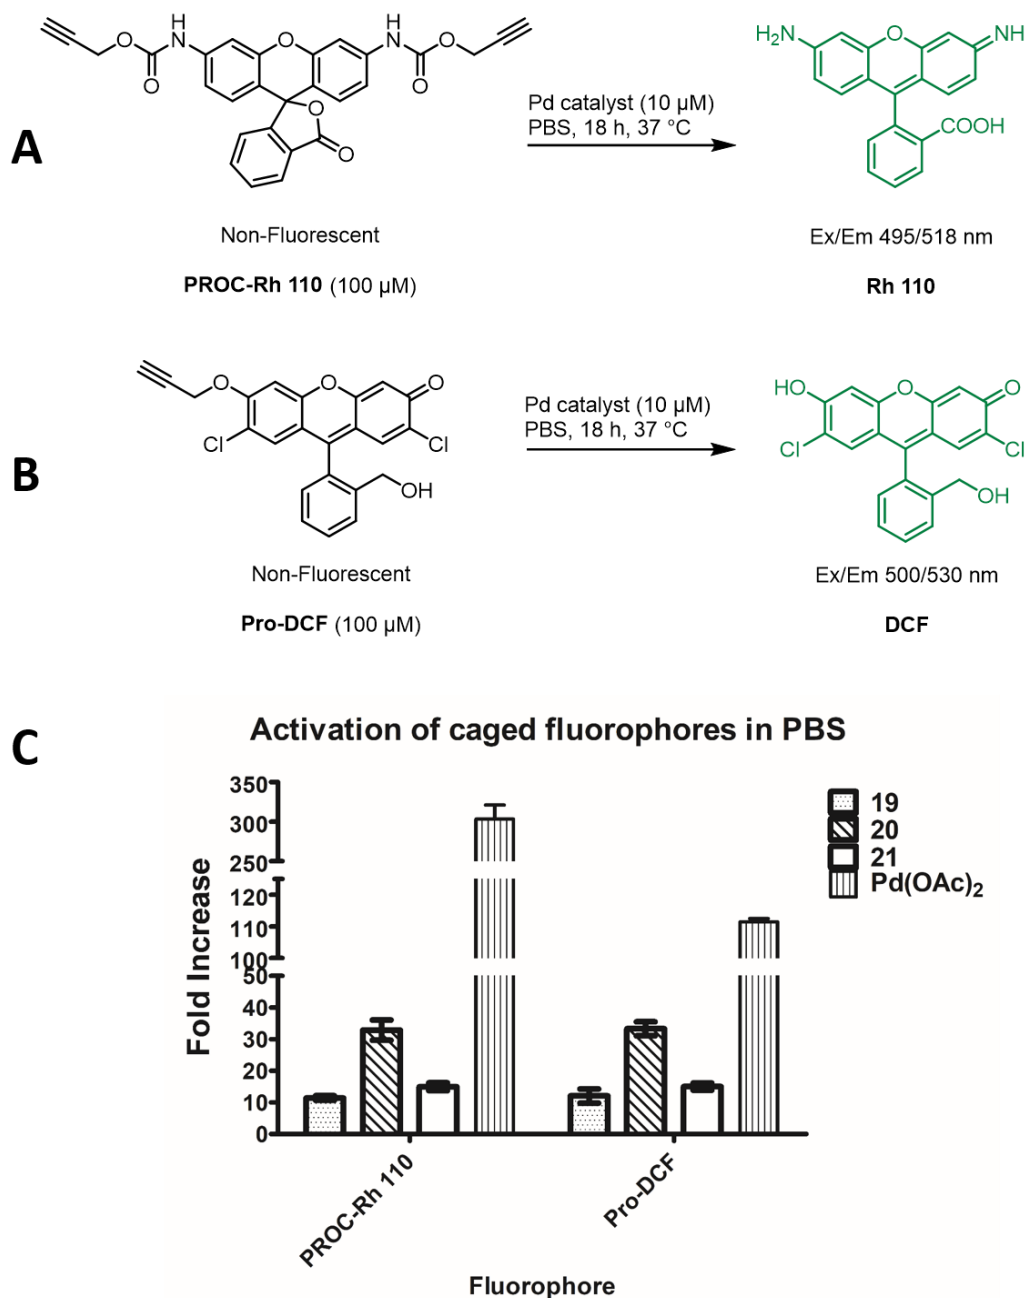 A
O
N
H
O
O
O
N
H
O
O
O
O
Non-Fluorescent
PROC-Rh 110 (100 µM)
Pd catalyst (10 µM)
PBS, 18 h, 37 °C
H2N
O
NH
COOH
Ex/Em 495/518 nm
Rh 110
B
O
O
O
Cl
Cl
OH
Non-Fluorescent
Pro-DCF (100 µM)
Pd catalyst (10 µM)
PBS, 18 h, 37 °C
HO
O
O
Cl
Cl
OH
Ex/Em 500/530 nm
DCF
C
Activation of caged fluorophores in PBS
Fold Increase
350
300
250
120
110
100
50
40
30
20
10
0
19
20
21
Pd(OAc)2
PROC-Rh 110
Pro-DCF
Fluorophore